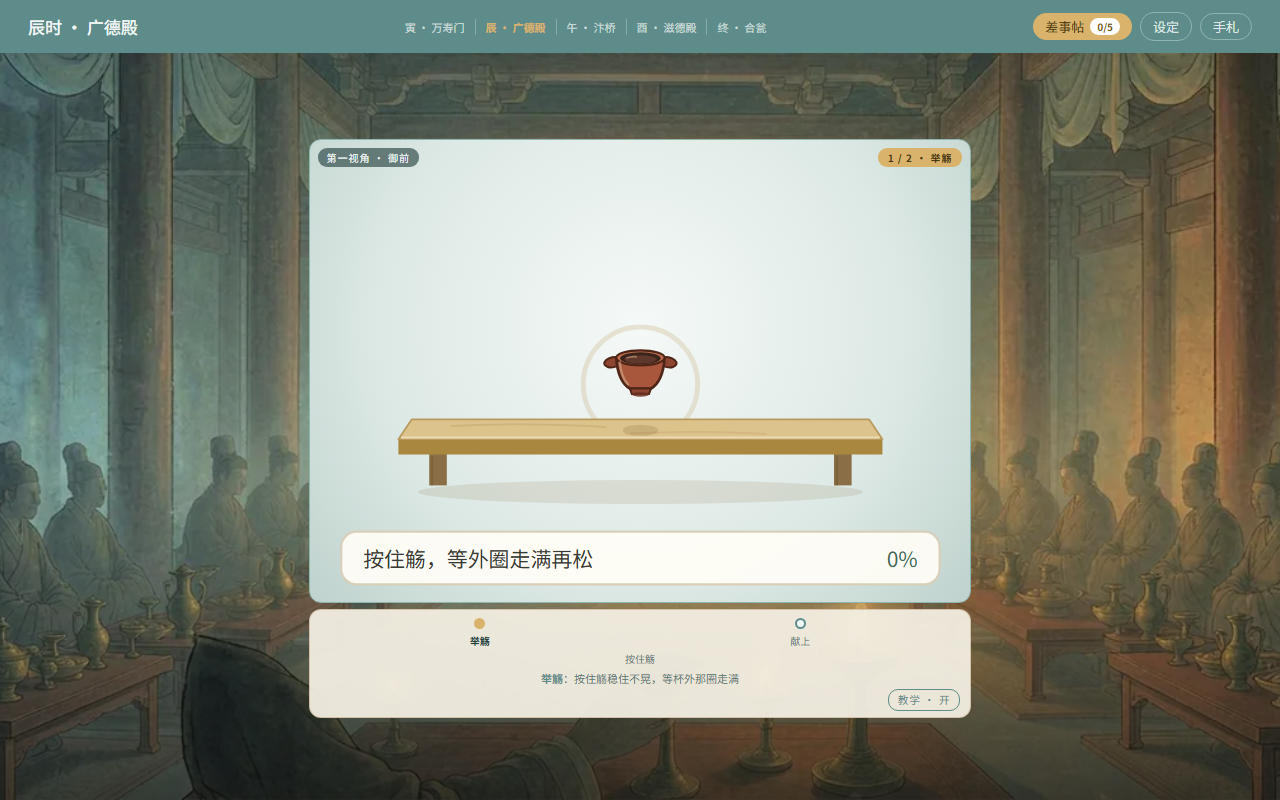 辰时 · 广德殿
寅 · 万寿门
辰 · 广德殿
午 · 汴桥
酉 · 滋德殿
终 · 合瓮
差事帖 0/5
设定
手札
第一视角 · 御前
1 / 2 · 举觞
按住觞，等外圈走满再松
0%
举觞
献上
按住觞
举觞：按住觞稳住不晃，等杯外那圈走满
教学 · 开